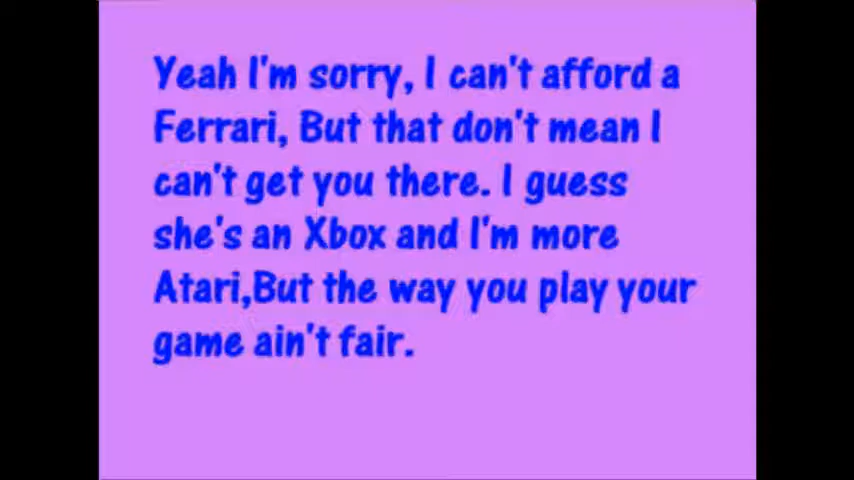 Yeah I'm sorry, I can't afford a
Ferrari, But that don't mean I
can't get you there. I guess
she's an Xbox and I'm more
Atari,But the way you play your
game ain't fair.